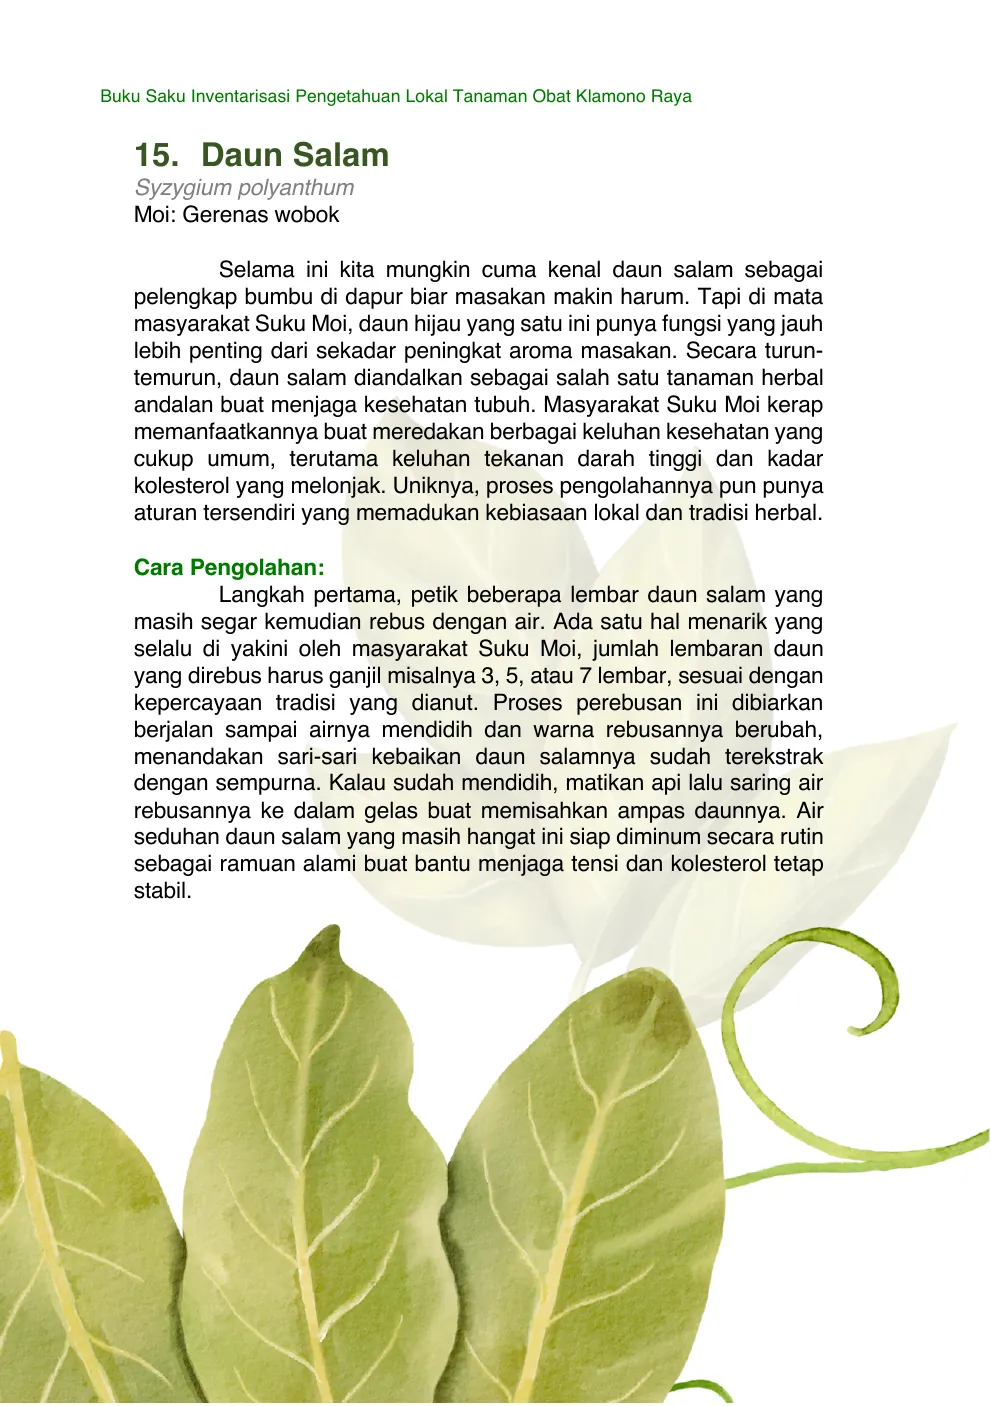 Buku Saku Inventarisasi Pengetahuan Lokal Tanaman Obat Klamono Raya
15. Daun Salam
Syzygium polyanthum
Moi: Gerenas wobok
Selama ini kita mungkin cuma kenal daun salam sebagai
pelengkap bumbu di dapur biar masakan makin harum. Tapi di mata
masyarakat Suku Moi, daun hijau yang satu ini punya fungsi yang jauh
lebih penting dari sekadar peningkat aroma masakan. Secara turun-
temurun, daun salam diandalkan sebagai salah satu tanaman herbal
andalan buat menjaga kesehatan tubuh. Masyarakat Suku Moi kerap
memanfaatkannya buat meredakan berbagai keluhan kesehatan yang
cukup umum, terutama keluhan tekanan darah tinggi dan kadar
kolesterol yang melonjak. Uniknya, proses pengolahannya pun punya
aturan tersendiri yang memadukan kebiasaan lokal dan tradisi herbal.
Cara Pengolahan:
Langkah pertama, petik beberapa lembar daun salam yang
masih segar kemudian rebus dengan air. Ada satu hal menarik yang
selalu di yakini oleh masyarakat Suku Moi, jumlah lembaran daun
yang direbus harus ganjil misalnya 3, 5, atau 7 lembar, sesuai dengan
kepercayaan tradisi yang dianut. Proses perebusan ini dibiarkan
berjalan sampai airnya mendidih dan warna rebusannya berubah,
menandakan sari-sari kebaikan daun salamnya sudah terekstrak
dengan sempurna. Kalau sudah mendidih, matikan api lalu saring air
rebusannya ke dalam gelas buat memisahkan ampas daunnya. Air
seduhan daun salam yang masih hangat ini siap diminum secara rutin
sebagai ramuan alami buat bantu menjaga tensi dan kolesterol tetap
stabil.